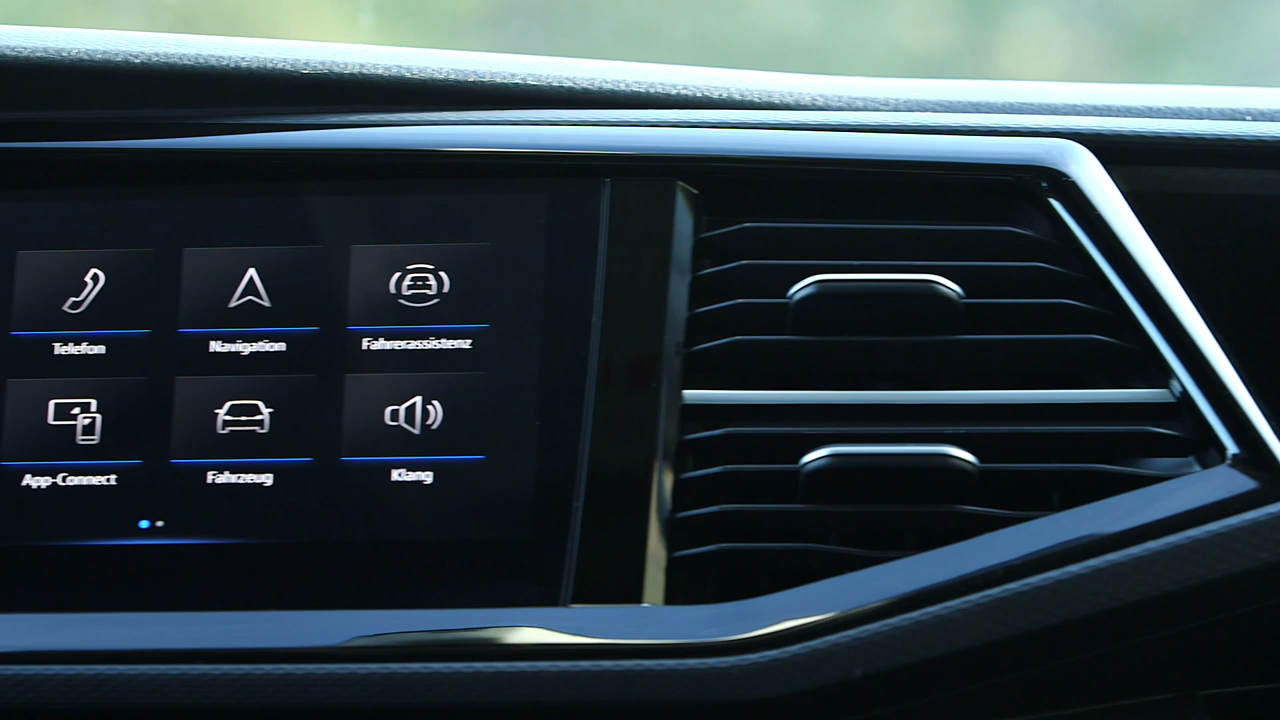 Telefon
Navigation
Fahrerassistenz
App-Connect
Fahrzeug
Klang